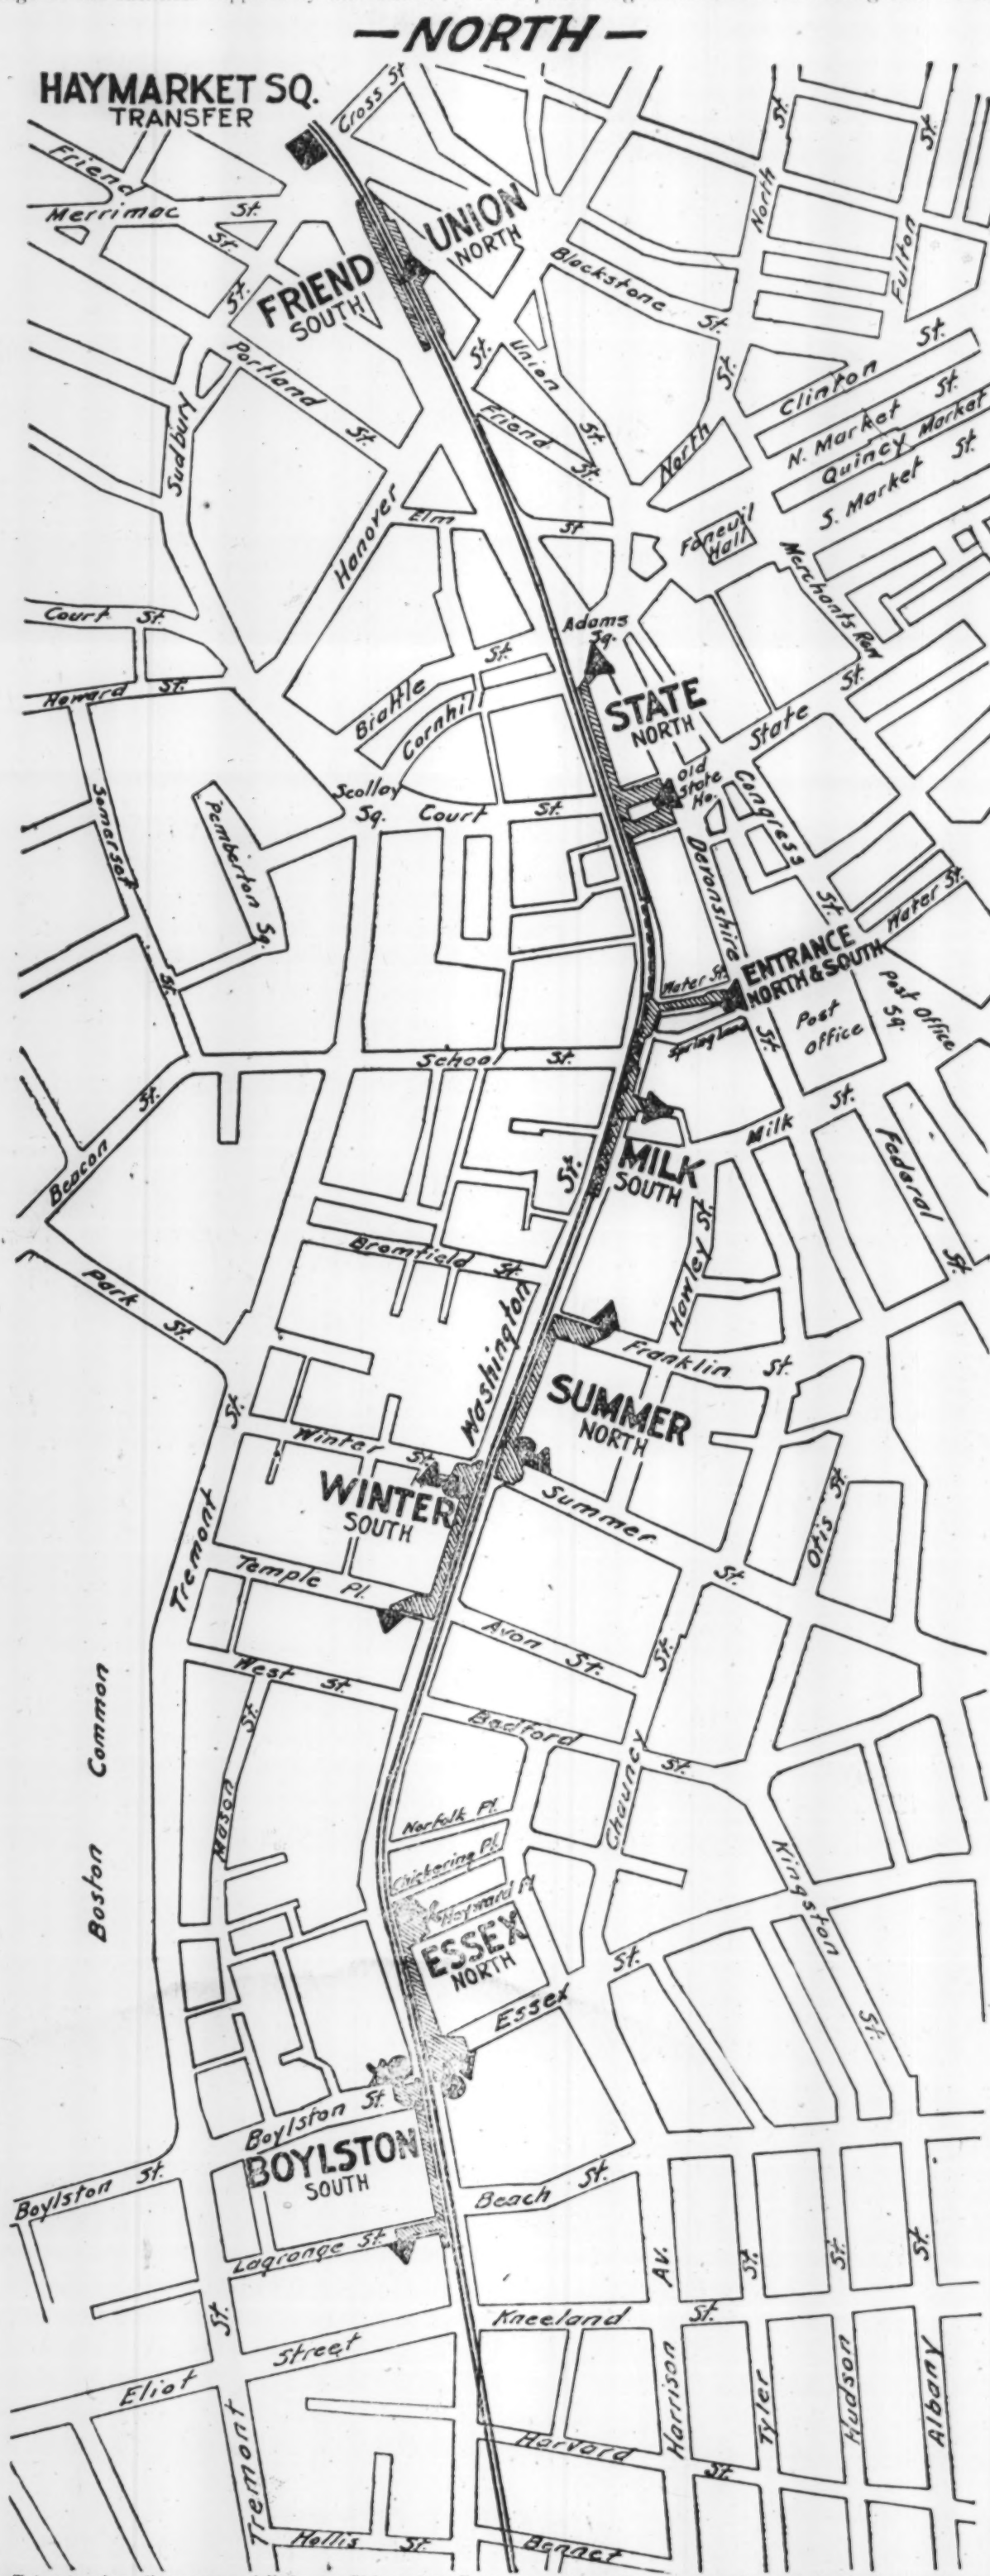 —NORTH—
HAYMARKET SQ.
TRANSFER
Cross St
Friend
Merrimac St.
St.
St.
North St.
St.
Fulton
UNION
NORTH
FRIEND
SOUTH
Blackstone St.
St.
Portland St.
Sudbury
St.
Union St.
Friend St.
St.
North
Clinton
St.
N. Market St.
Quincy Market
S. Market St.
Hanover
Elm
St
Faneuil
Hall
Merchants Row
Court St.
Adams
Sq.
Howard St.
Brattle St.
Cornhill
STATE
NORTH
State St.
Old
State
Ho.
Scollay
Sq.
Court St.
Somerset
St.
Pemberton Sq.
Congress St.
Devonshire
St.
Water St.
Water St.
ENTRANCE
NORTH & SOUTH
Post
Office
Post Office
Sq.
Spring Lane
School St.
Beacon St.
Milk St.
MILK
SOUTH
St.
Federal St.
Hawley St.
Park St.
Bromfield St.
Washington
Franklin St.
SUMMER
NORTH
Winter St.
St.
WINTER
SOUTH
Summer St.
Otis St.
Tremont
Temple Pl.
Avon St.
St.
West St.
Boston Common
Mason St.
Bedford St.
Chauncy
Norfolk Pl.
Chickering Pl.
Hayward Pl
Kingston St.
ESSEX
NORTH
Essex St.
Boylston St.
BOYLSTON
SOUTH
Boylston St.
Beach St.
Lagrange St.
Av.
St.
St.
St.
St.
Kneeland St.
Eliot Street
Harrison
Tyler
Hudson
Albany
Tremont
Harvard St.
Hollis St.
Bennet